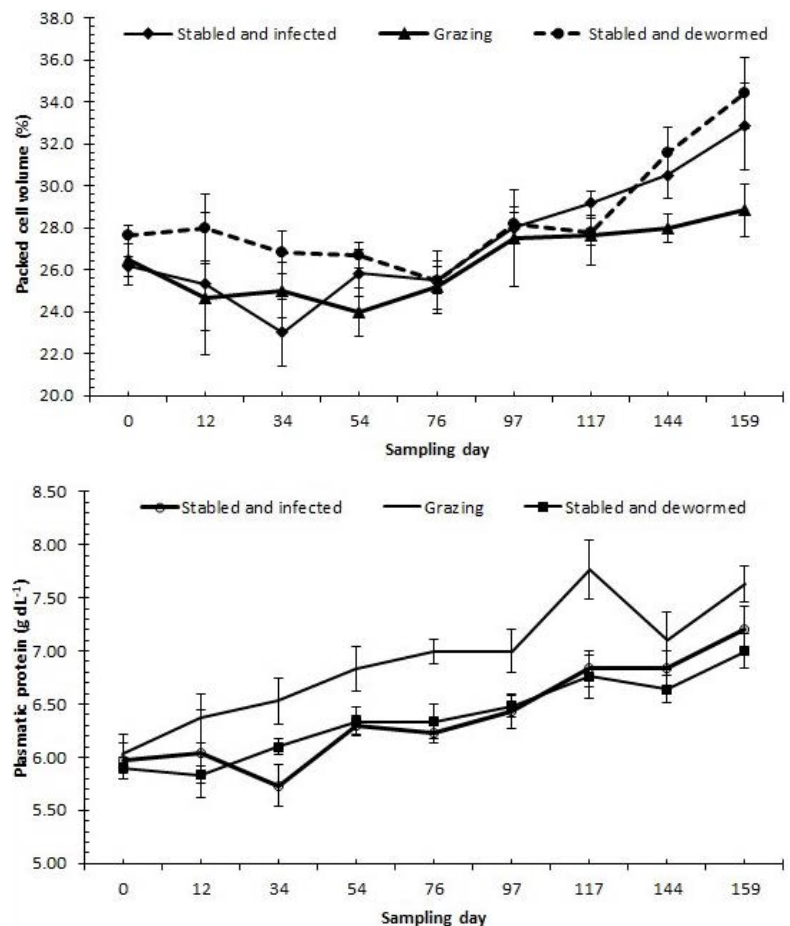 38.0
36.0
34.0
32.0
30.0
28.0
26.0
24.0
22.0
20.0
Packed cell volume (%)
Stabled and infected Grazing Stabled and dewormed
0 12 34 54 76 97 117 144 159
Sampling day
8.50
8.00
7.50
7.00
6.50
6.00
5.50
5.00
Plasmatic protein (g dL-1)
Stabled and infected Grazing Stabled and dewormed
0 12 34 54 76 97 117 144 159
Sampling day